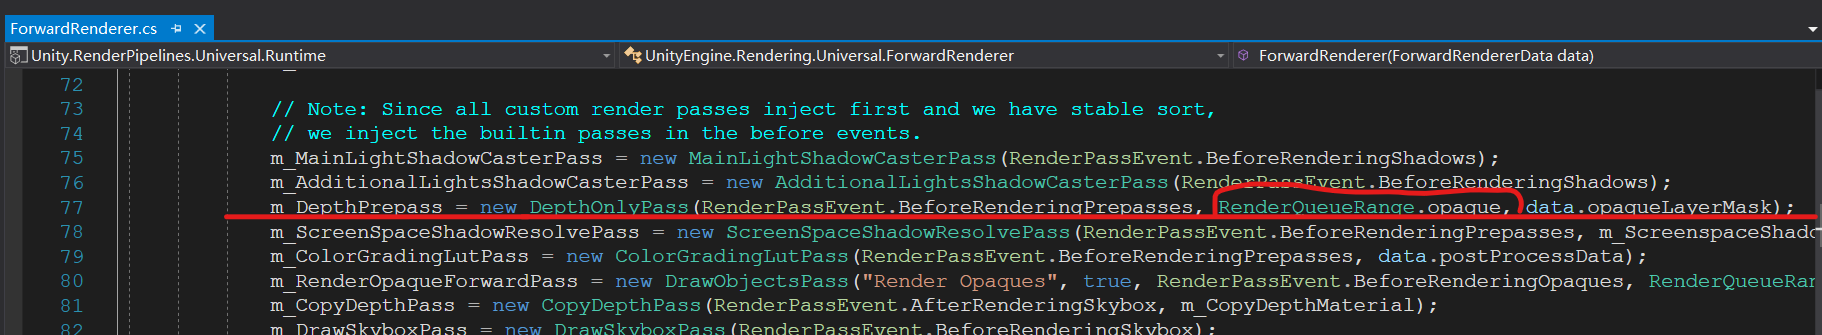 ForwardRenderer.cs
Unity.RenderPipelines.Universal.Runtime UnityEngine.Rendering.Universal.ForwardRenderer ForwardRenderer(ForwardRendererData data)
72
73 // Note: Since all custom render passes inject first and we have stable sort,
74 // we inject the builtin passes in the before events.
75 m_MainLightShadowCasterPass = new MainLightShadowCasterPass(RenderPassEvent.BeforeRenderingShadows);
76 m_AdditionalLightsShadowCasterPass = new AdditionalLightsShadowCasterPass(RenderPassEvent.BeforeRenderingShadows);
77 m_DepthPrepass = new DepthOnlyPass(RenderPassEvent.BeforeRenderingPrepasses, RenderQueueRange.opaque, data.opaqueLayerMask);
78 m_ScreenSpaceShadowResolvePass = new ScreenSpaceShadowResolvePass(RenderPassEvent.BeforeRenderingPrepasses, m_ScreenspaceShado
79 m_ColorGradingLutPass = new ColorGradingLutPass(RenderPassEvent.BeforeRenderingPrepasses, data.postProcessData);
80 m_RenderOpaqueForwardPass = new DrawObjectsPass("Render Opaques", true, RenderPassEvent.BeforeRenderingOpaques, RenderQueueRan
81 m_CopyDepthPass = new CopyDepthPass(RenderPassEvent.AfterRenderingSkybox, m_CopyDepthMaterial);
82 m_DrawSkyboxPass = new DrawSkyboxPass(RenderPassEvent.BeforeRenderingSkybox);